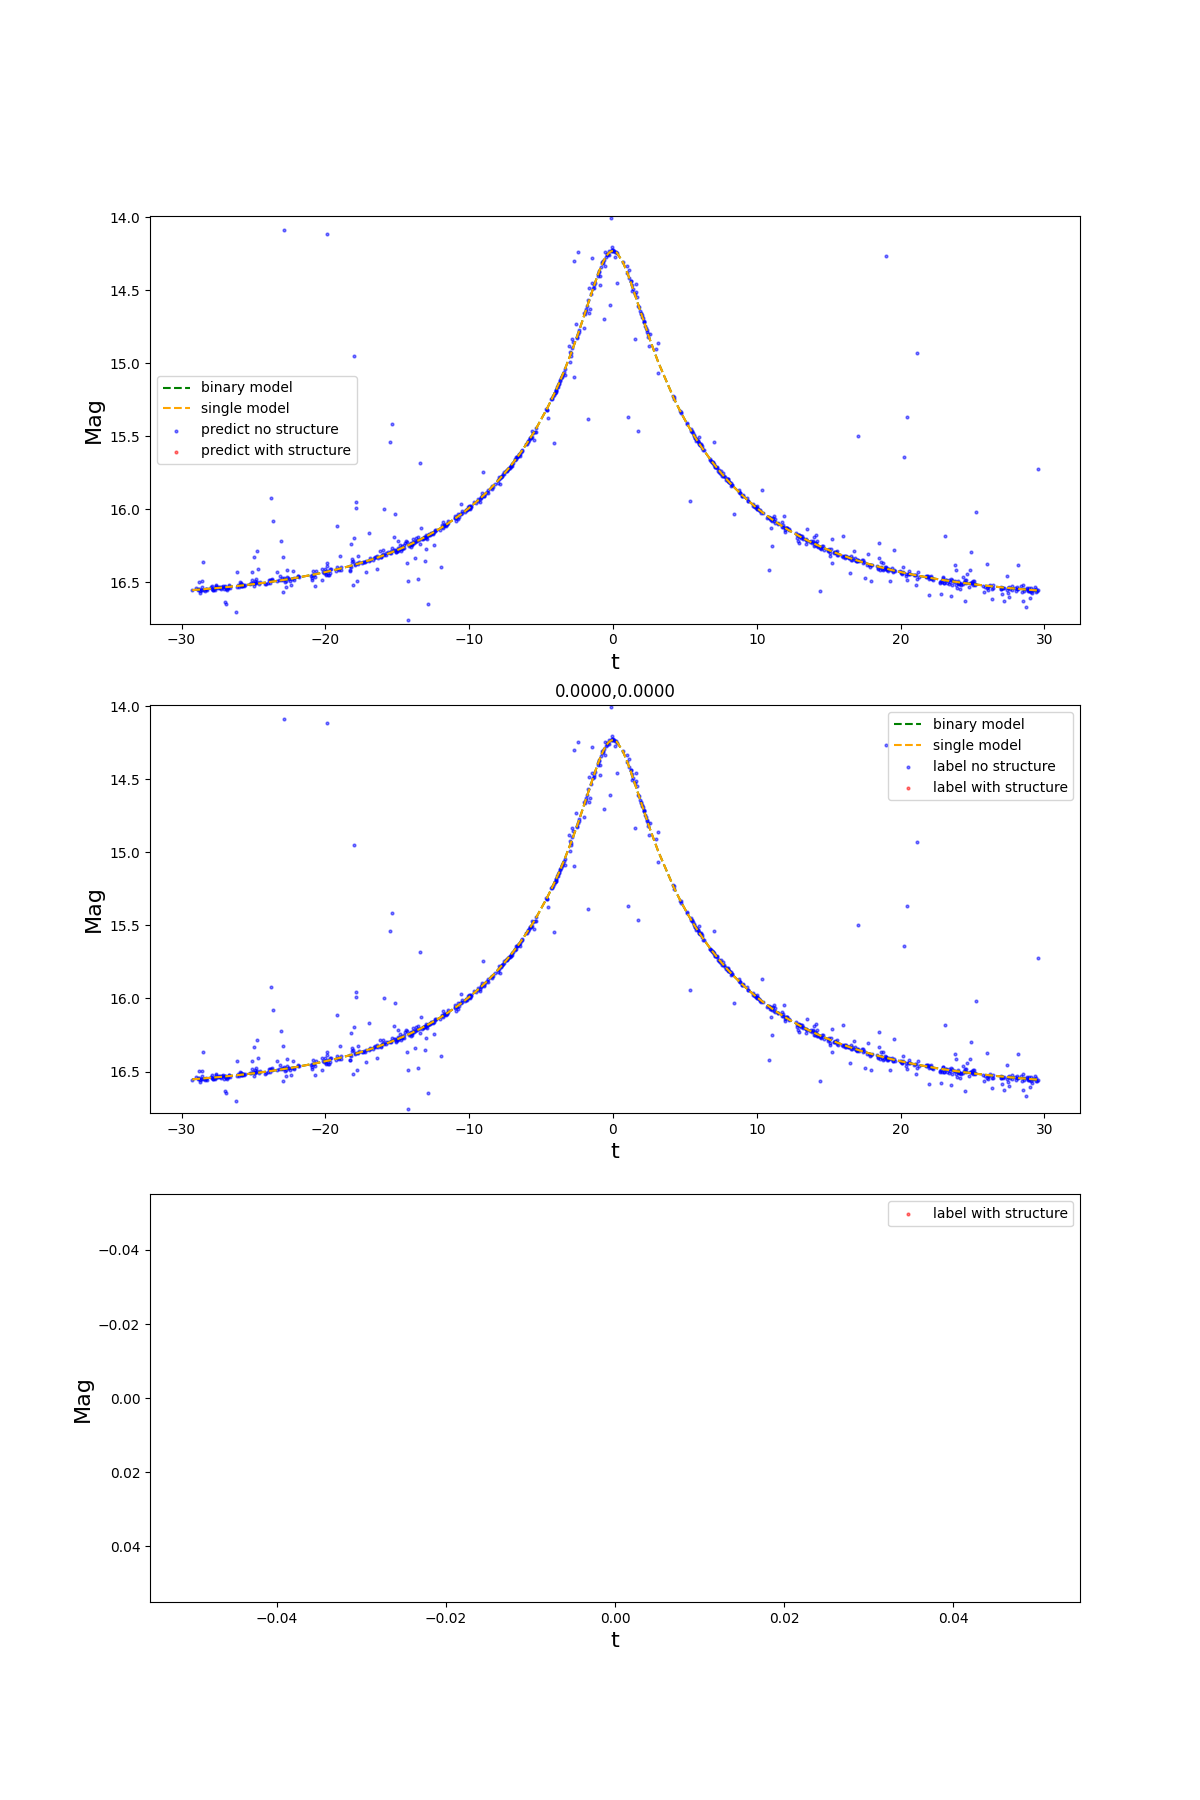 14.0
14.5
15.0
15.5
16.0
16.5
Mag
binary model
single model
predict no structure
predict with structure
−30
−20
−10
0
10
20
30
t
0.0000,0.0000
14.0
14.5
15.0
15.5
16.0
16.5
Mag
binary model
single model
label no structure
label with structure
−30
−20
−10
0
10
20
30
t
label with structure
−0.04
−0.02
0.00
0.02
0.04
Mag
−0.04
−0.02
0.00
0.02
0.04
t